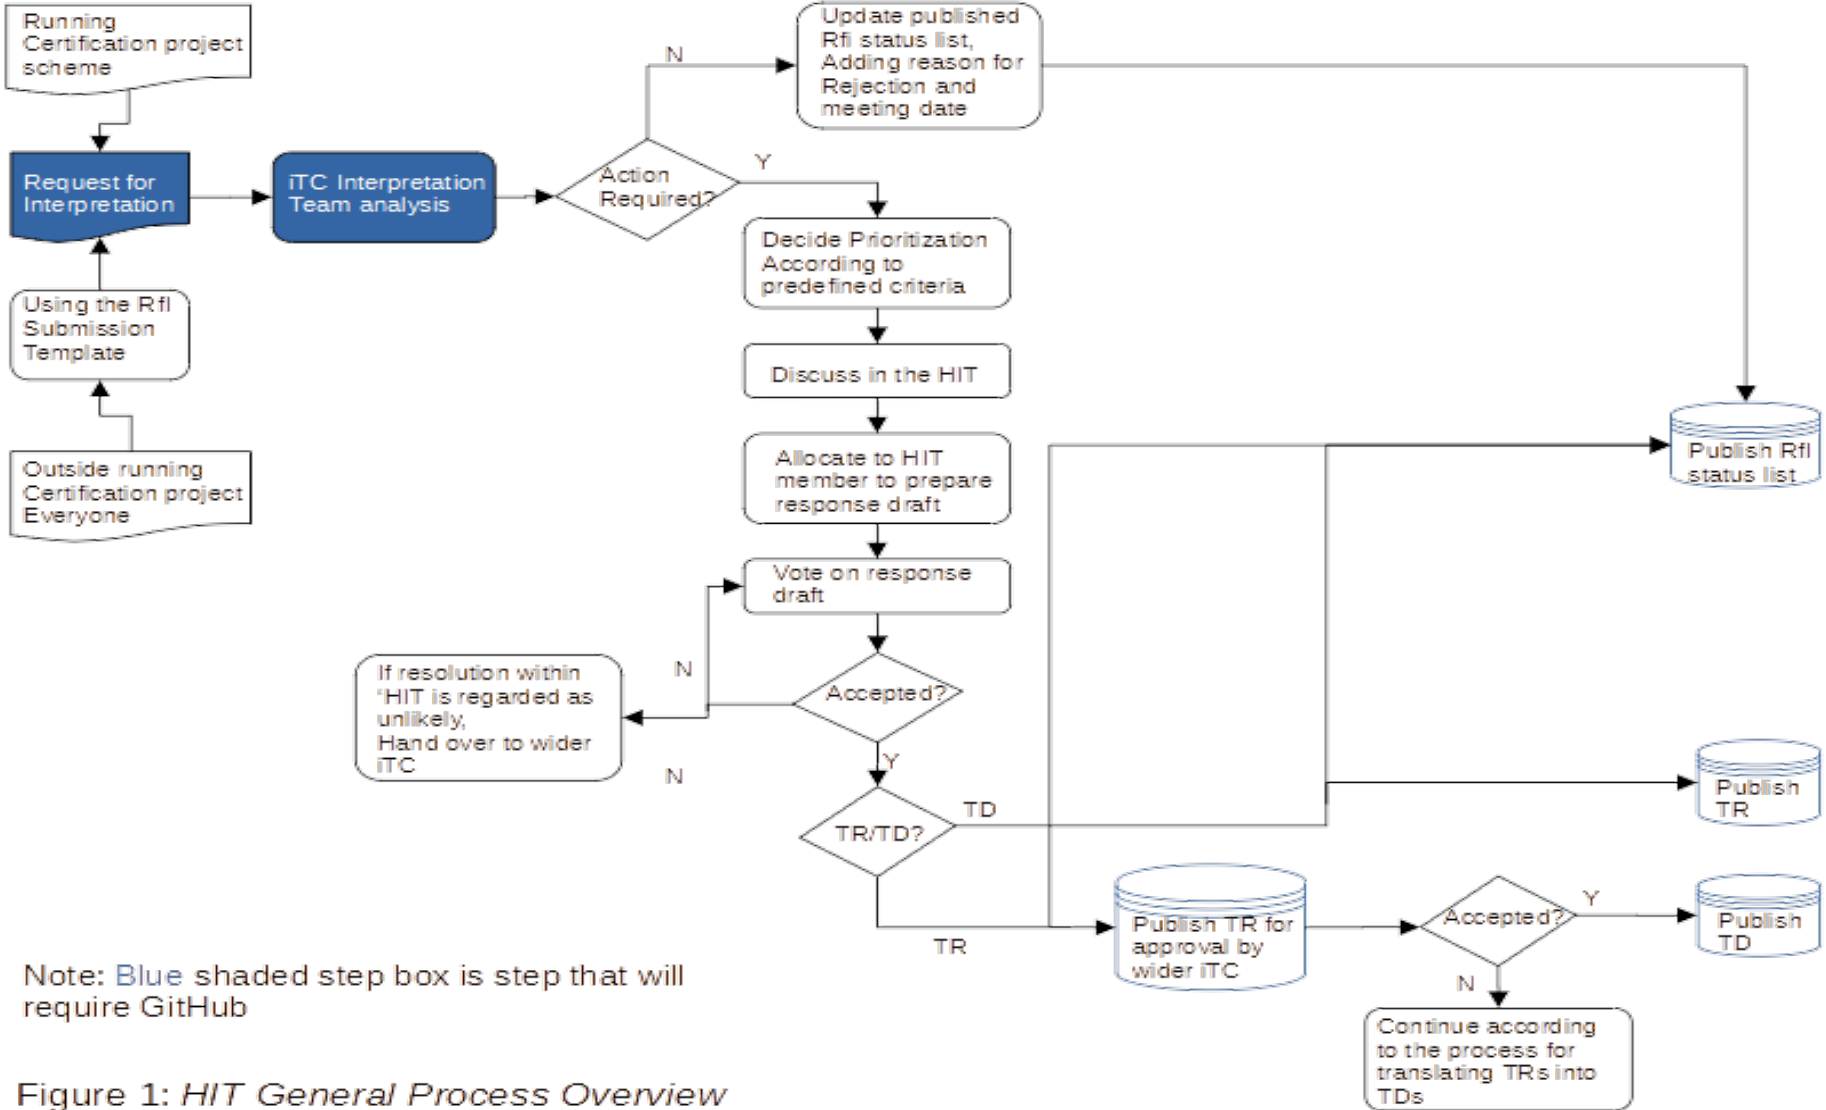 Running
Certification project
scheme
Request for
Interpretation
Using the RfI
Submission
Template
Outside running
Certification project
Everyone
iTC Interpretation
Team analysis
Action
Required?
N
Update published
Rfi status list,
Adding reason for
Rejection and
meeting date
Y
Decide Prioritization
According to
predefined criteria
Discuss in the HIT
Allocate to HIT
member to prepare
response draft
Vote on response
draft
Accepted?
N
If resolution within
‘HIT is regarded as
unlikely,
Hand over to wider
iTC
N
Y
TR/TD?
TD
TR
Publish RfI
status list
Publish
TR
Publish TR for
approval by
wider iTC
Accepted?
Y
Publish
TD
N
Continue according
to the process for
translating TRs into
TDs
Note: Blue shaded step box is step that will
require GitHub
Figure 1: HIT General Process Overview